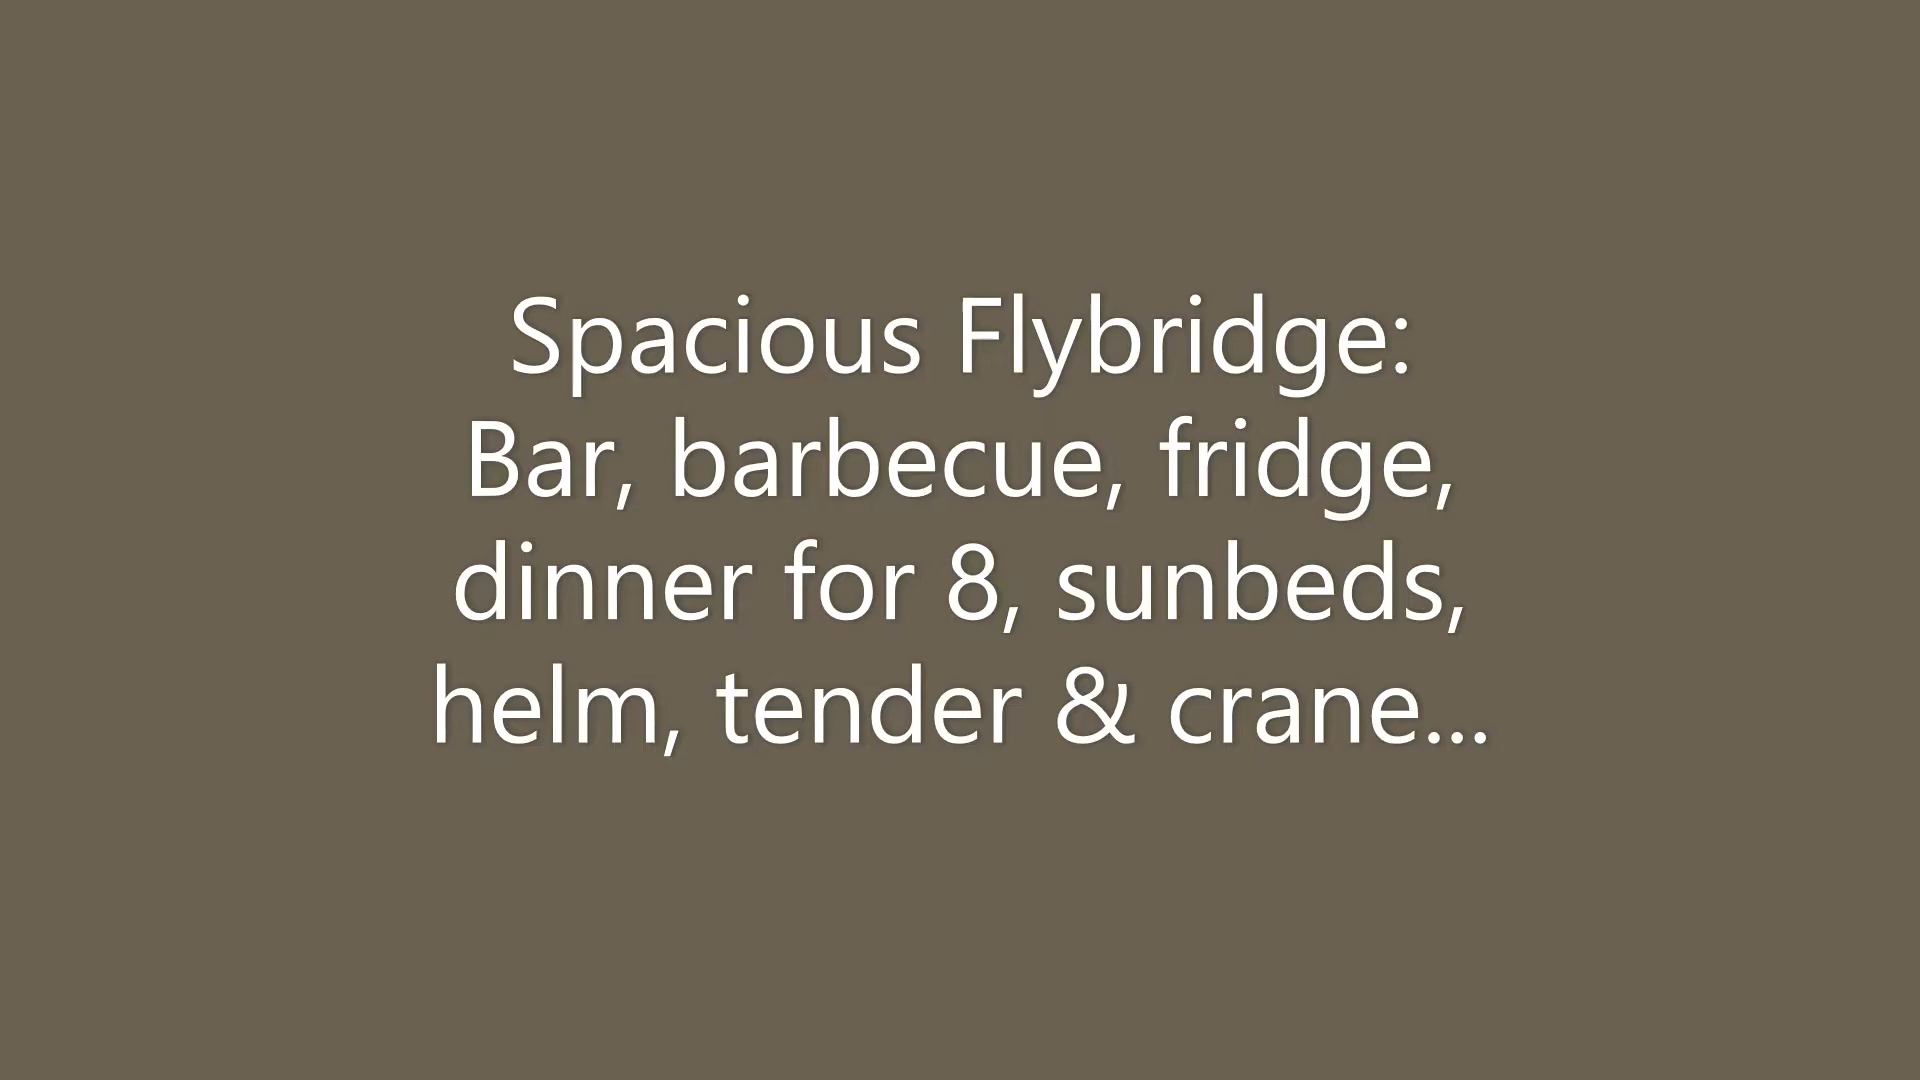 Spacious Flybridge:
Bar, barbecue, fridge,
dinner for 8, sunbeds,
helm, tender & crane...